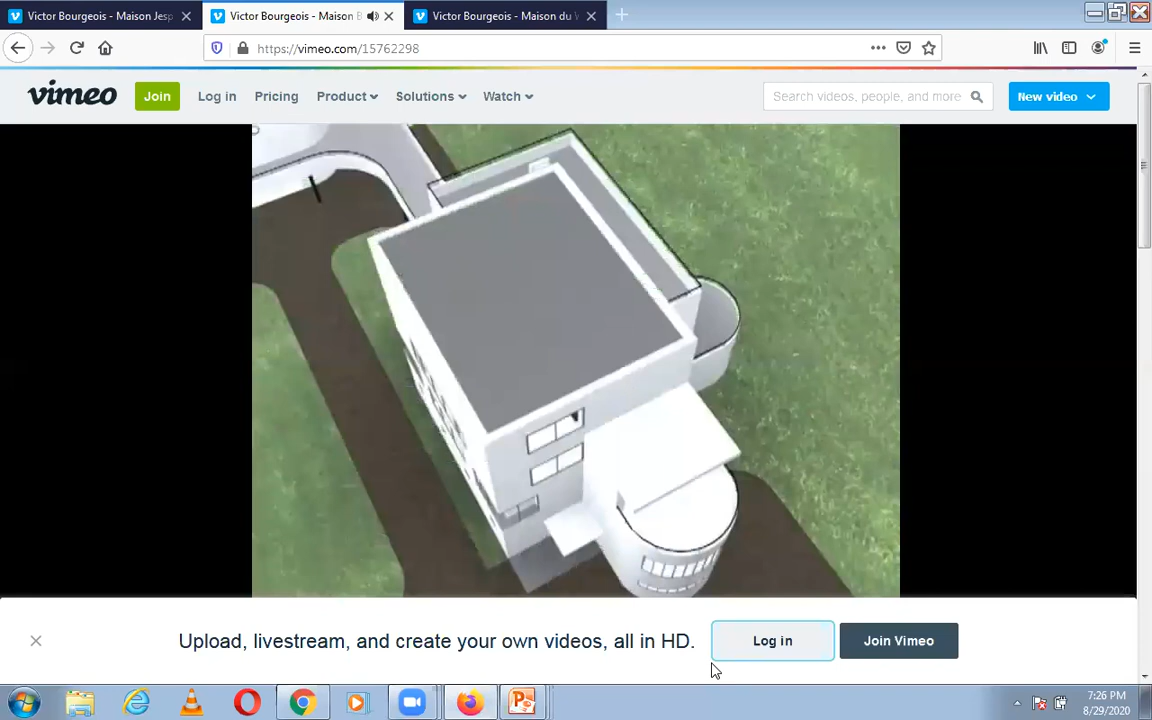 Victor Bourgeois - Maison Jesp
Victor Bourgeois - Maison B
Victor Bourgeois - Maison du
https://vimeo.com/15762298
vimeo
Join
Log in
Pricing
Product
Solutions
Watch
Search videos, people, and more
New video
Upload, livestream, and create your own videos, all in HD.
Log in
Join Vimeo
7:26 PM
8/29/2020